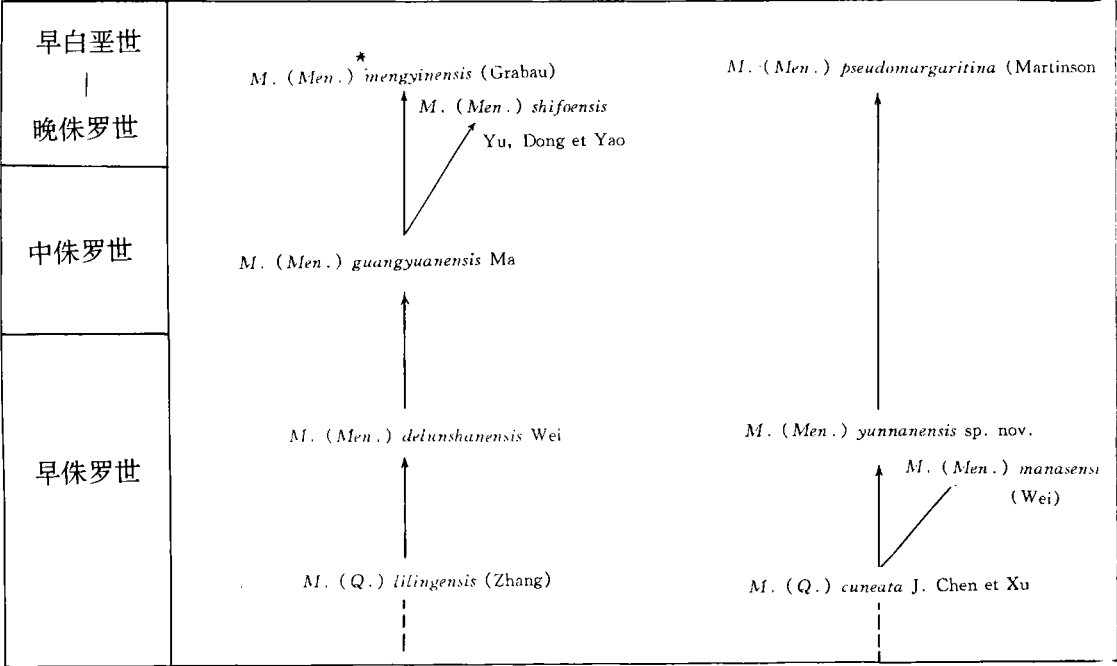 早白垩世
|
晚侏罗世
M. (Men.) *mengyinensis (Grabau)
M. (Men.) shifoensis
Yu, Dong et Yao
M. (Men.) pseudomargaritina (Martinson
中侏罗世
M. (Men.) guangyuanensis Ma
早侏罗世
M. (Men.) delunshanensis Wei
M. (Q.) lilingensis (Zhang)
M. (Men.) yunnanensis sp. nov.
M. (Men.) manasensi
(Wei)
M. (Q.) cuneata J. Chen et Xu